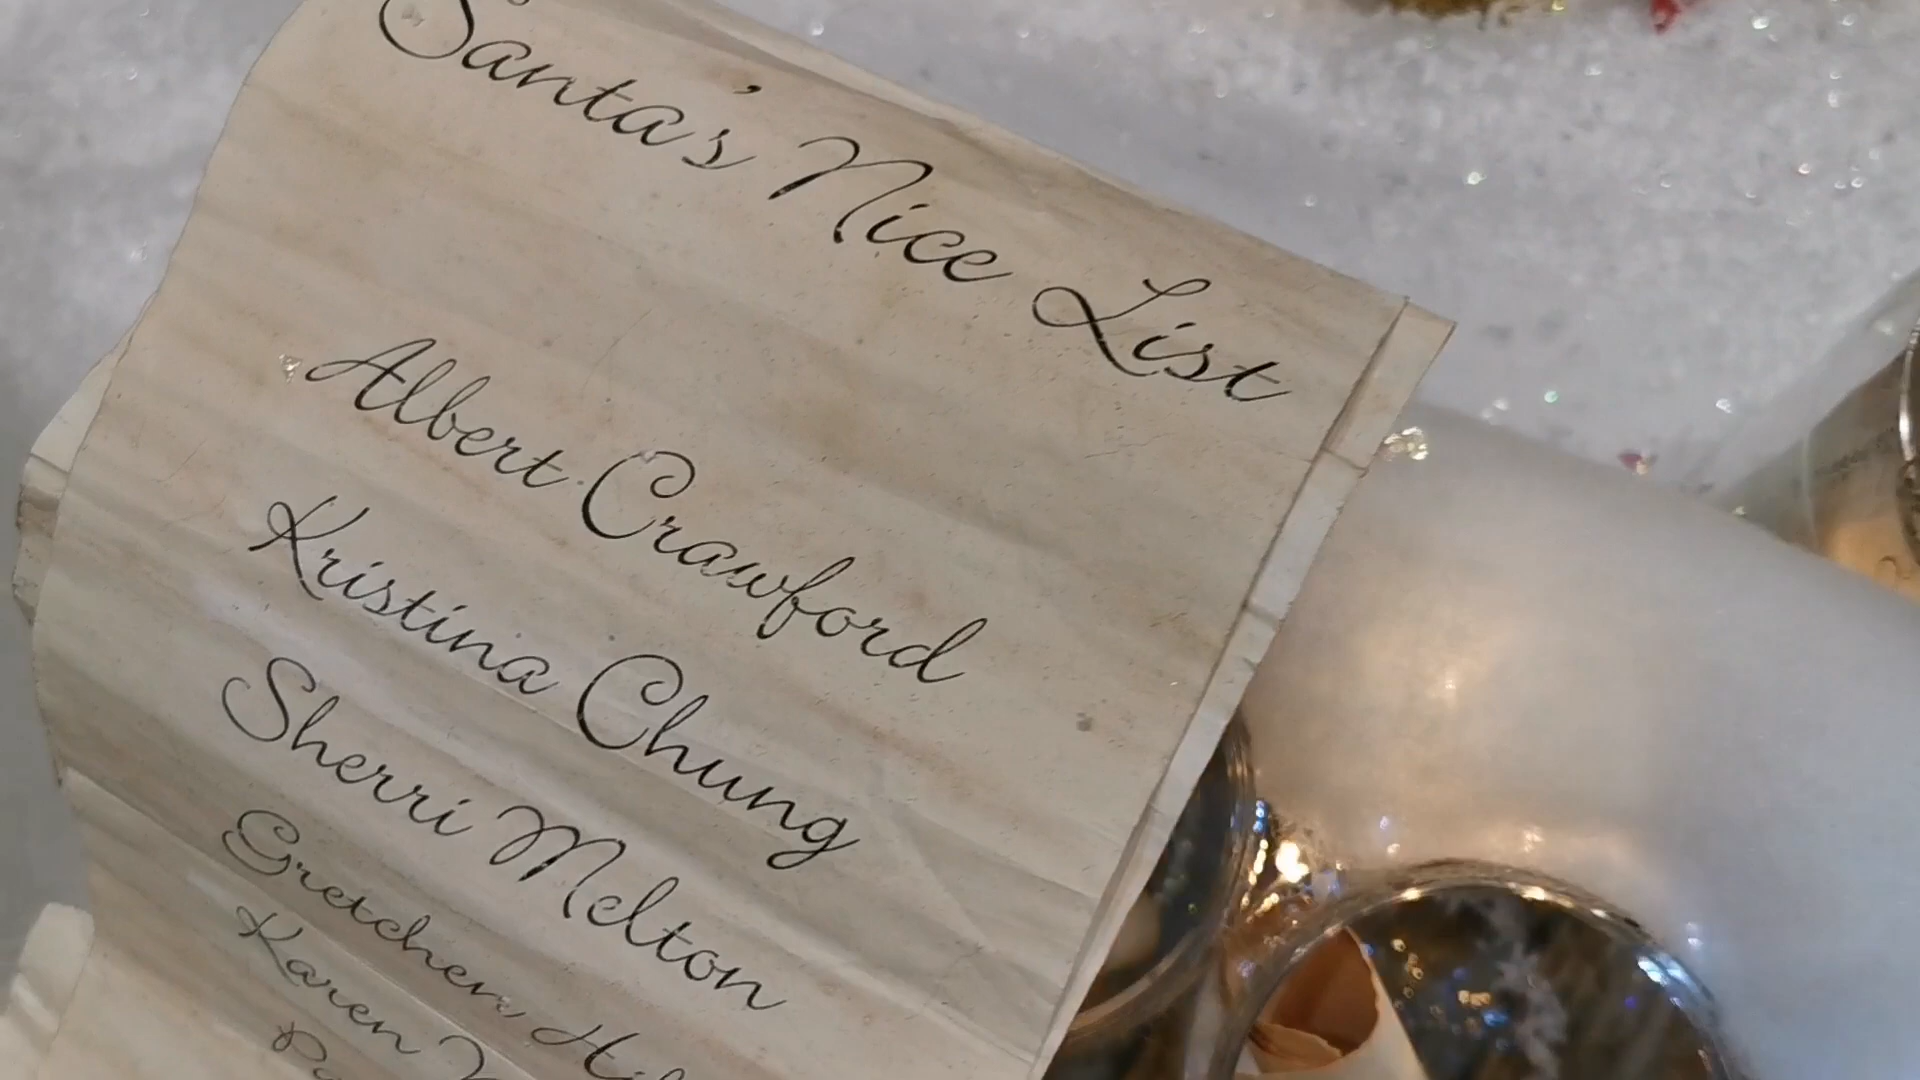 Santa's Nice List
Albert Crawford
Kristina Chung
Sherri Melton
Gretchen
Karen